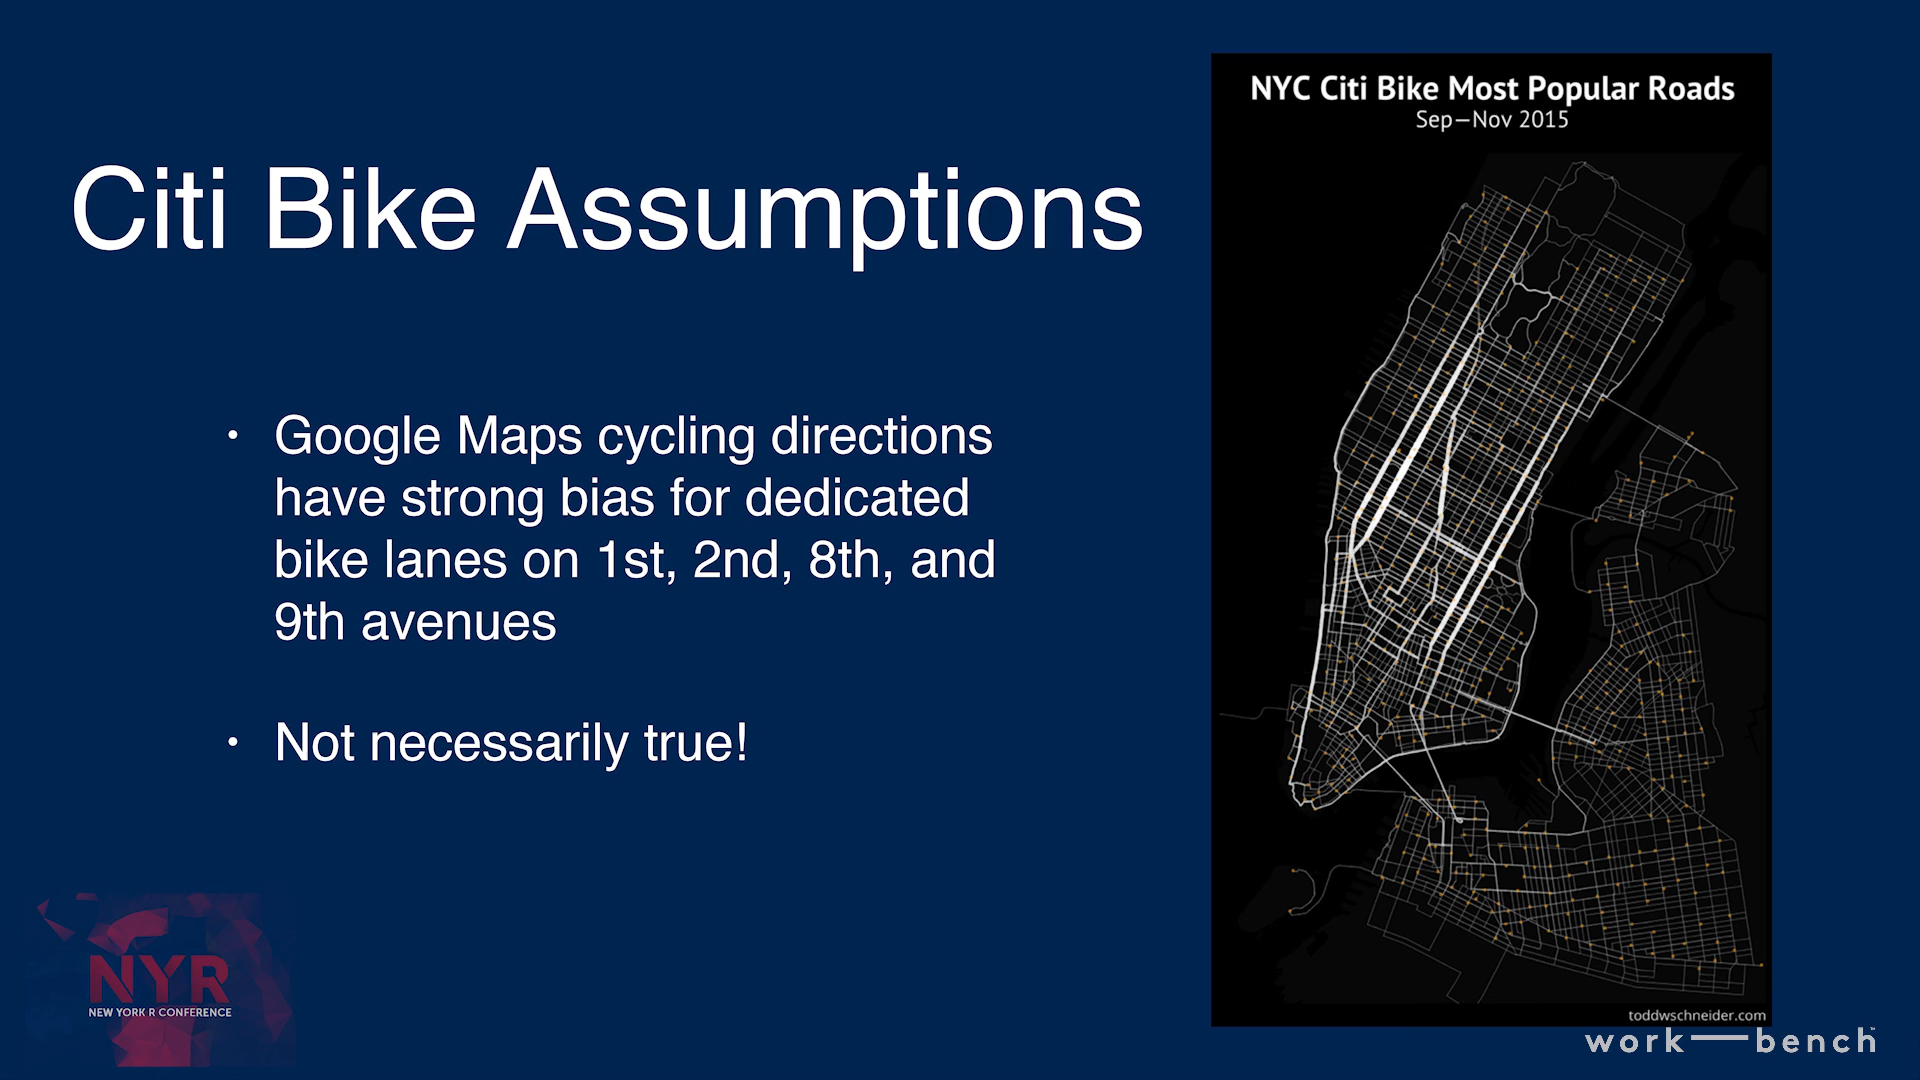 Citi Bike Assumptions
• Google Maps cycling directions
have strong bias for dedicated
bike lanes on 1st, 2nd, 8th, and
9th avenues
• Not necessarily true!
NYC Citi Bike Most Popular Roads
Sep—Nov 2015
toddwschneider.com
NYR
NEW YORK R CONFERENCE
work—bench™